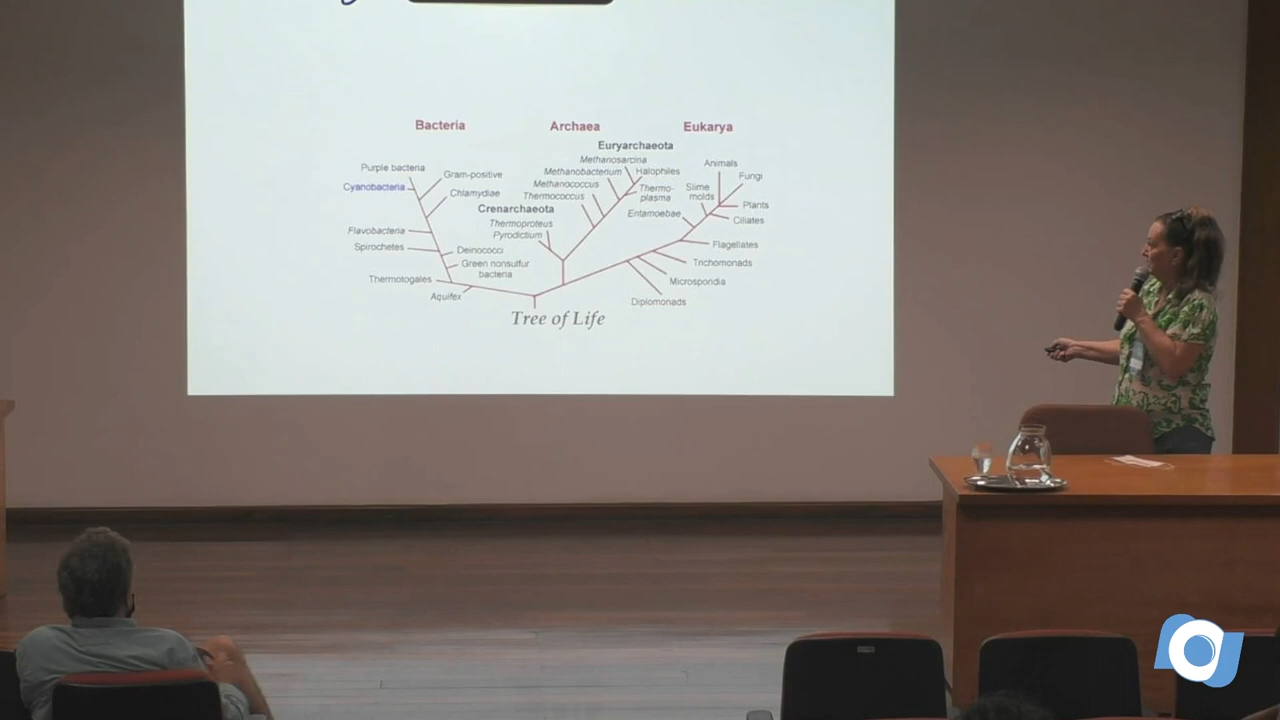 Bacteria
Archaea
Eukarya
Euryarchaeota
Methanosarcina
Methanobacterium
Halophiles
Methanococcus
Thermo-
plasma
Thermococcus
Crenarchaeota
Thermoproteus
Pyrodictium
Purple bacteria
Gram-positive
Cyanobacteria
Chlamydiae
Flavobacteria
Spirochetes
Deinococci
Green nonsulfur
bacteria
Thermotogales
Aquifex
Animals
Fungi
Slime
molds
Plants
Entamoebae
Ciliates
Flagellates
Trichomonads
Microspondia
Diplomonads
Tree of Life